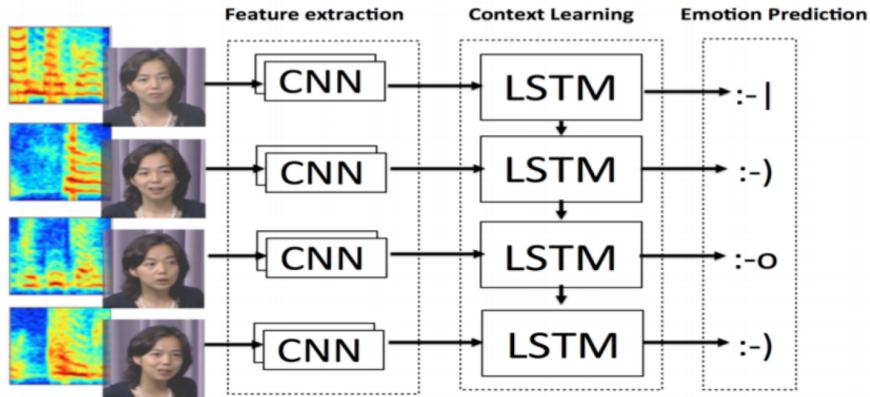 Feature extraction Context Learning Emotion Prediction
CNN LSTM :-|
CNN LSTM :-)
CNN LSTM :-o
CNN LSTM :-)